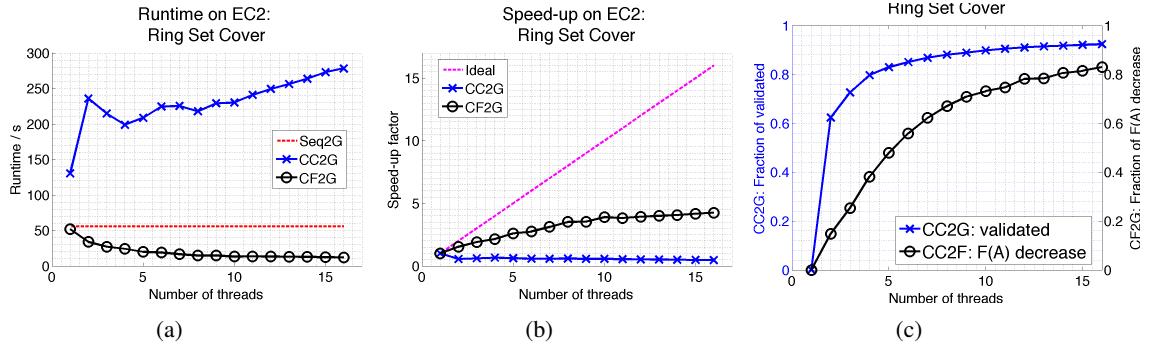 Runtime on EC2:
Ring Set Cover
300
250
200
150
100
50
0
Runtime / s
Seq2G
CC2G
CF2G
0
5
10
15
Number of threads
(a)
Speed-up on EC2:
Ring Set Cover
15
10
5
0
Speed-up factor
Ideal
CC2G
CF2G
0
5
10
15
Number of threads
(b)
Ring Set Cover
1
0.8
0.6
0.4
0.2
0
CC2G: Fraction of validated
1
0.8
0.6
0.4
0.2
0
CF2G: Fraction of F(A) decrease
CC2G: validated
CC2F: F(A) decrease
0
5
10
15
Number of threads
(c)